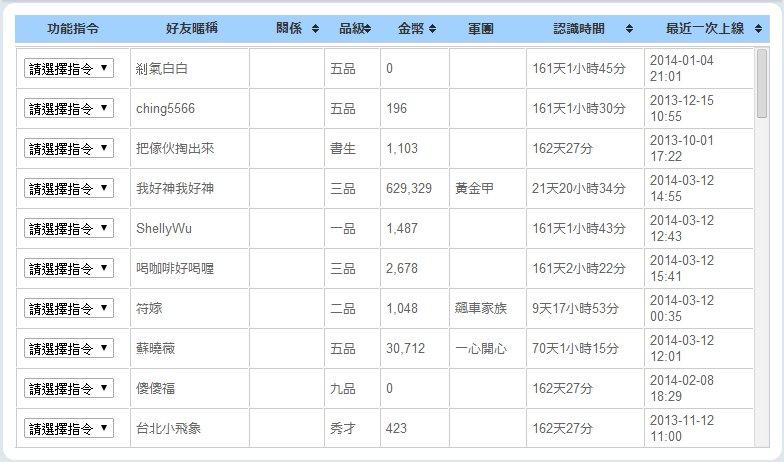 功能指令 好友暱稱 關係 品級 金幣 軍團 認識時間 最近一次上線
請選擇指令 剎氣白白 五品 0 161天1小時45分 2014-01-04 21:01
請選擇指令 ching5566 五品 196 161天1小時30分 2013-12-15 10:55
請選擇指令 把傢伙掏出來 書生 1,103 162天27分 2013-10-01 17:22
請選擇指令 我好神我好神 三品 629,329 黃金甲 21天20小時34分 2014-03-12 14:55
請選擇指令 ShellyWu 一品 1,487 161天1小時43分 2014-03-12 12:43
請選擇指令 喝咖啡好喝喔 三品 2,678 161天2小時22分 2014-03-12 15:41
請選擇指令 符嫁 二品 1,048 飆車家族 9天17小時53分 2014-03-12 00:35
請選擇指令 蘇曉薇 五品 30,712 一心開心 70天1小時15分 2014-03-12 12:01
請選擇指令 傻傻福 九品 0 162天27分 2014-02-08 18:29
請選擇指令 台北小飛象 秀才 423 162天27分 2013-11-12 11:00